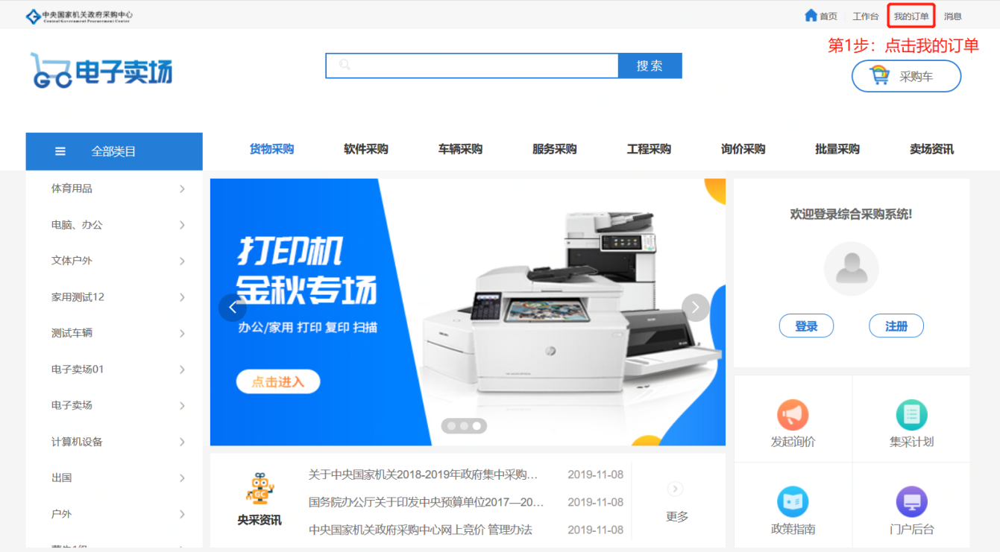 中央国家机关政府采购中心
Central Government Procurement Center
首页 工作台 我的订单 消息
第1步：点击我的订单
GC电子卖场
搜索
采购车
全部类目
货物采购 软件采购 车辆采购 服务采购 工程采购 询价采购 批量采购 卖场资讯
体育用品
电脑、办公
文体户外
家用测试12
测试车辆
电子卖场01
电子卖场
计算机设备
出国
户外
打印机
金秋专场
办公/家用 打印 复印 扫描
点击进入
欢迎登录综合采购系统!
登录 注册
发起询价 集采计划
政策指南 门户后台
GC
央采资讯
关于中央国家机关2018-2019年政府集中采购... 2019-11-08
国务院办公厅关于印发中央预算单位2017—20... 2019-11-08
中央国家机关政府采购中心网上竞价 管理办法 2019-11-08
更多